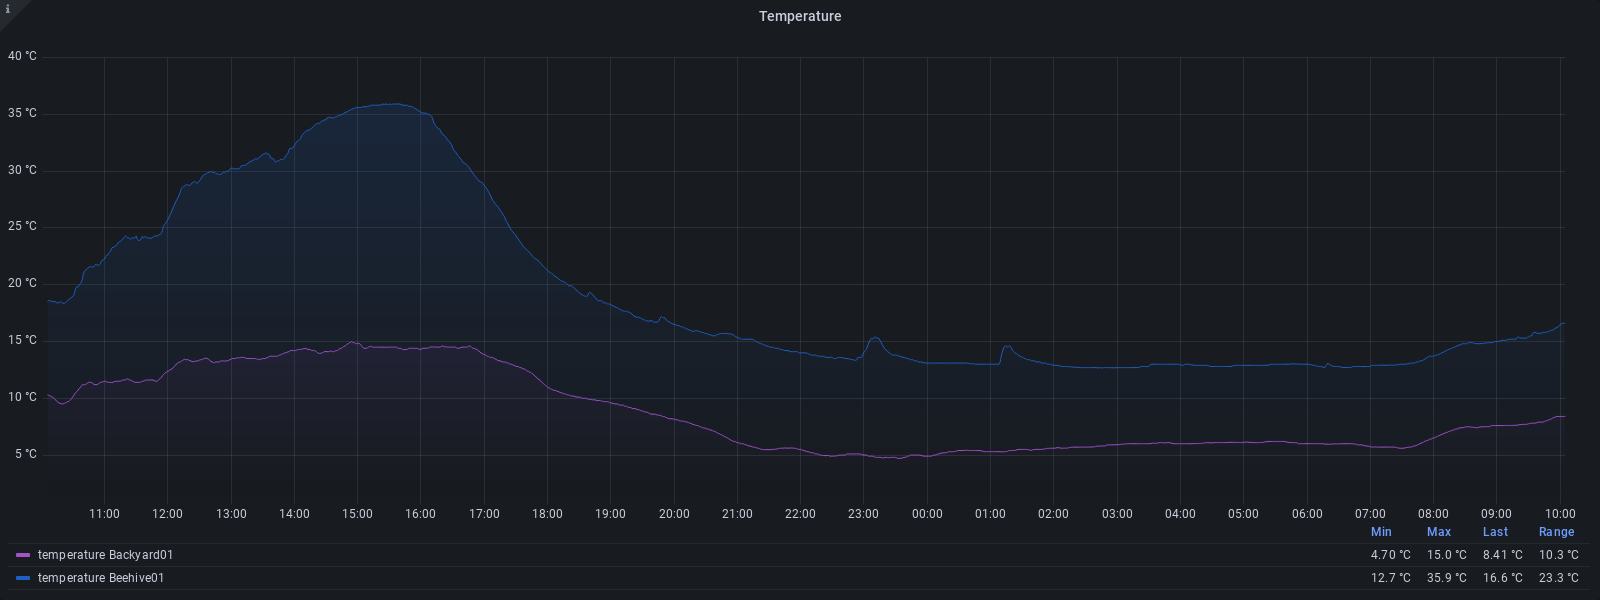 Temperature
40 °C
35 °C
30 °C
25 °C
20 °C
15 °C
10 °C
5 °C
11:00 12:00 13:00 14:00 15:00 16:00 17:00 18:00 19:00 20:00 21:00 22:00 23:00 00:00 01:00 02:00 03:00 04:00 05:00 06:00 07:00 08:00 09:00 10:00
Min Max Last Range
temperature Backyard01 4.70 °C 15.0 °C 8.41 °C 10.3 °C
temperature Beehive01 12.7 °C 35.9 °C 16.6 °C 23.3 °C